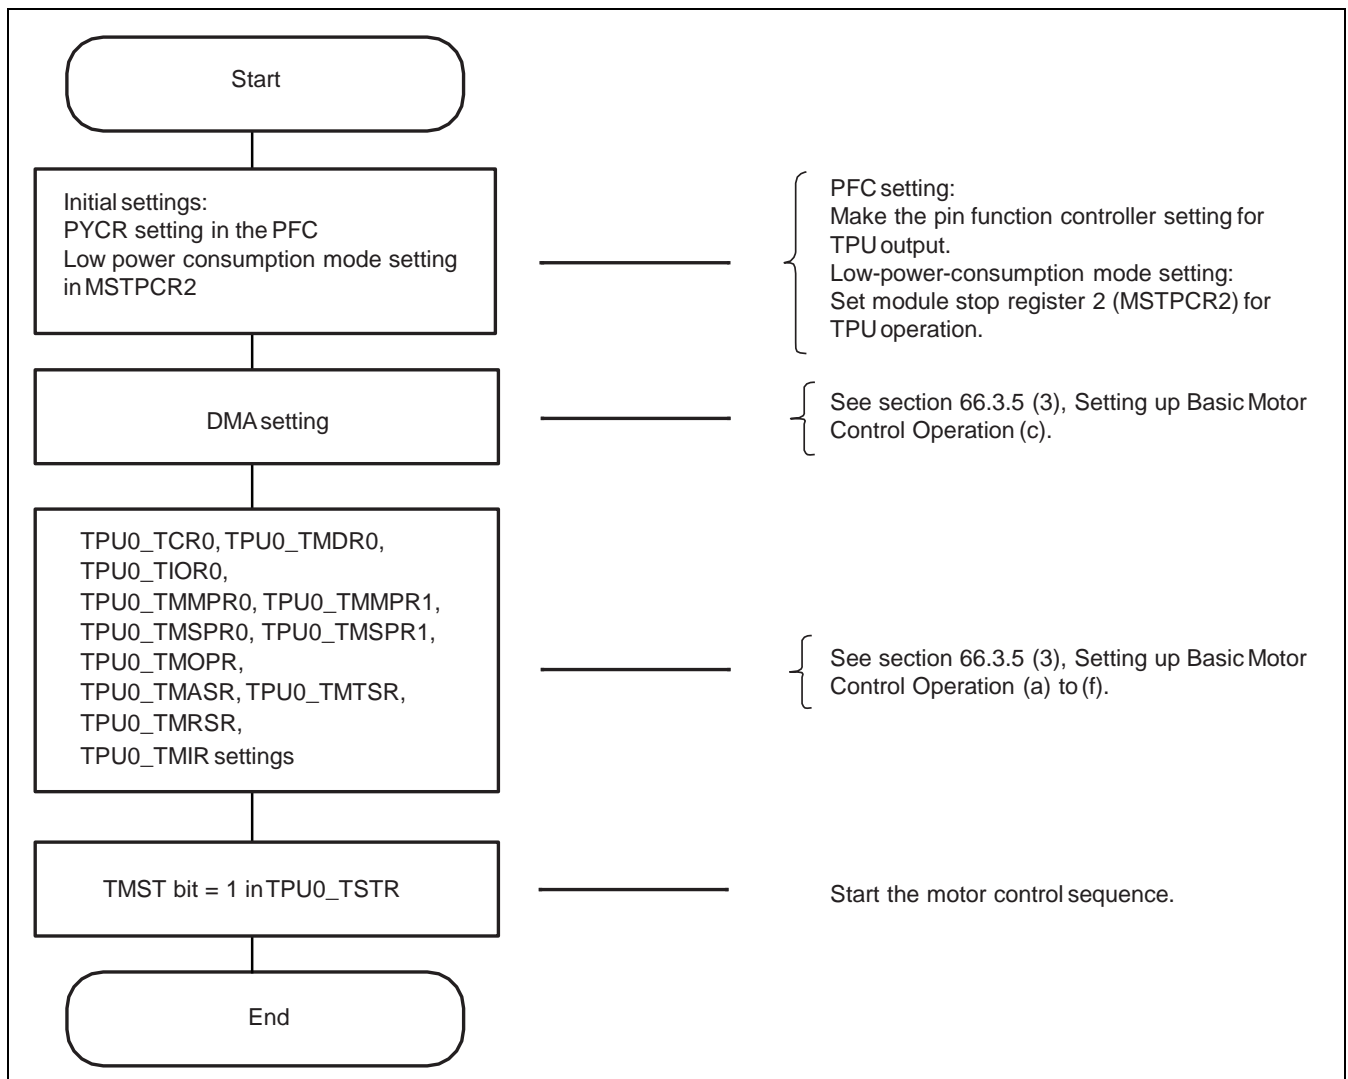 Start
Initial settings:
PYCR setting in the PFC
Low power consumption mode setting
in MSTPCR2
PFC setting:
Make the pin function controller setting for
TPU output.
Low-power-consumption mode setting:
Set module stop register 2 (MSTPCR2) for
TPU operation.
DMA setting
See section 66.3.5 (3), Setting up Basic Motor
Control Operation (c).
TPU0_TCR0, TPU0_TMDR0,
TPU0_TIOR0,
TPU0_TMMPR0, TPU0_TMMPR1,
TPU0_TMSPR0, TPU0_TMSPR1,
TPU0_TMOPR,
TPU0_TMASR, TPU0_TMTSR,
TPU0_TMRSR,
TPU0_TMIR settings
See section 66.3.5 (3), Setting up Basic Motor
Control Operation (a) to (f).
TMST bit = 1 in TPU0_TSTR
Start the motor control sequence.
End